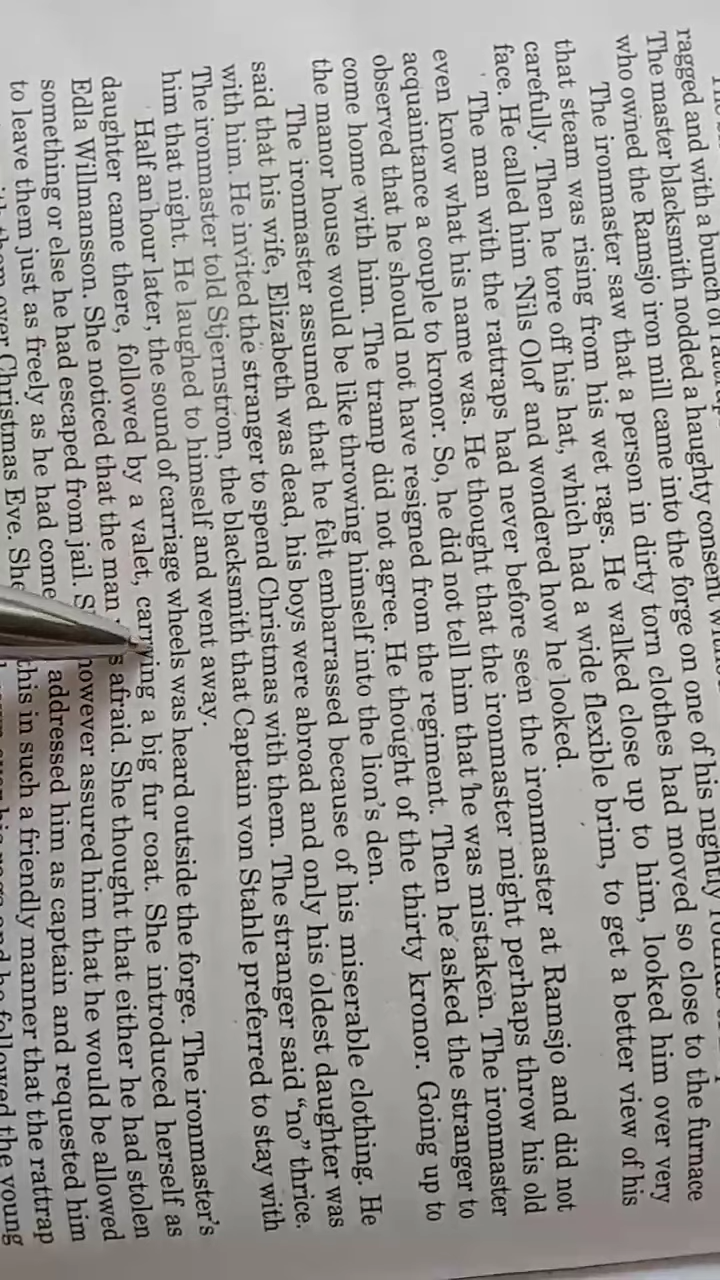 ragged and with a bunch of
The master blacksmith nodded a haughty consent
who owned the Ramsjo iron mill came into the forge on one of his nightly
The ironmaster saw that a person in dirty torn clothes had moved so close to the furnace
that steam was rising from his wet rags. He walked close up to him, looked him over very
carefully. Then he tore off his hat, which had a wide flexible brim, to get a better view of his
face. He called him 'Nils Olof' and wondered how he looked.
The man with the rattraps had never before seen the ironmaster at Ramsjo and did not
even know what his name was. He thought that the ironmaster might perhaps throw his old
acquaintance a couple to kronor. So, he did not tell him that he was mistaken. The ironmaster
observed that he should not have resigned from the regiment. Then he asked the stranger to
come home with him. The tramp did not agree. He thought of the thirty kronor. Going up to
the manor house would be like throwing himself into the lion's den.
The ironmaster assumed that he felt embarrassed because of his miserable clothing. He
said that his wife, Elizabeth was dead, his boys were abroad and only his oldest daughter was
with him. He invited the stranger to spend Christmas with them. The stranger said "no" thrice.
The ironmaster told Stjernstrom, the blacksmith that Captain von Stahle preferred to stay with
him that night. He laughed to himself and went away.
Half an hour later, the sound of carriage wheels was heard outside the forge. The ironmaster's
daughter came there, followed by a valet, carrying a big fur coat. She introduced herself as
Edla Willmansson. She noticed that the man afraid. She thought that either he had stolen
something or else he had escaped from jail. however assured him that he would be allowed
to leave them just as freely as he had come addressed him as captain and requested him
over Christmas Eve. She this in such a friendly manner that the rattrap
followed the young